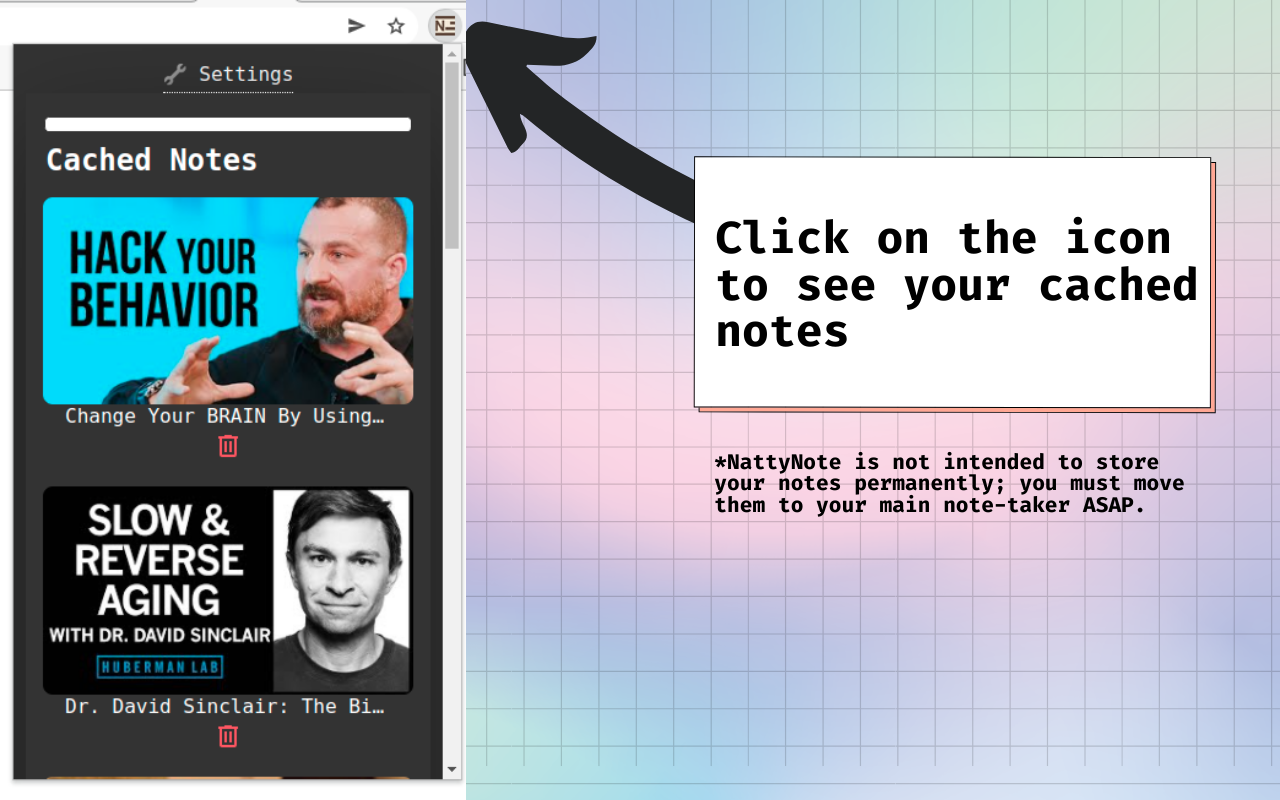 Settings
Cached Notes
HACK YOUR
BEHAVIOR
Change Your BRAIN By Using…
SLOW &
REVERSE
AGING
WITH DR. DAVID SINCLAIR
HUBERMAN LAB
Dr. David Sinclair: The Bi…
Click on the icon
to see your cached
notes
*NattyNote is not intended to store
your notes permanently; you must move
them to your main note-taker ASAP.